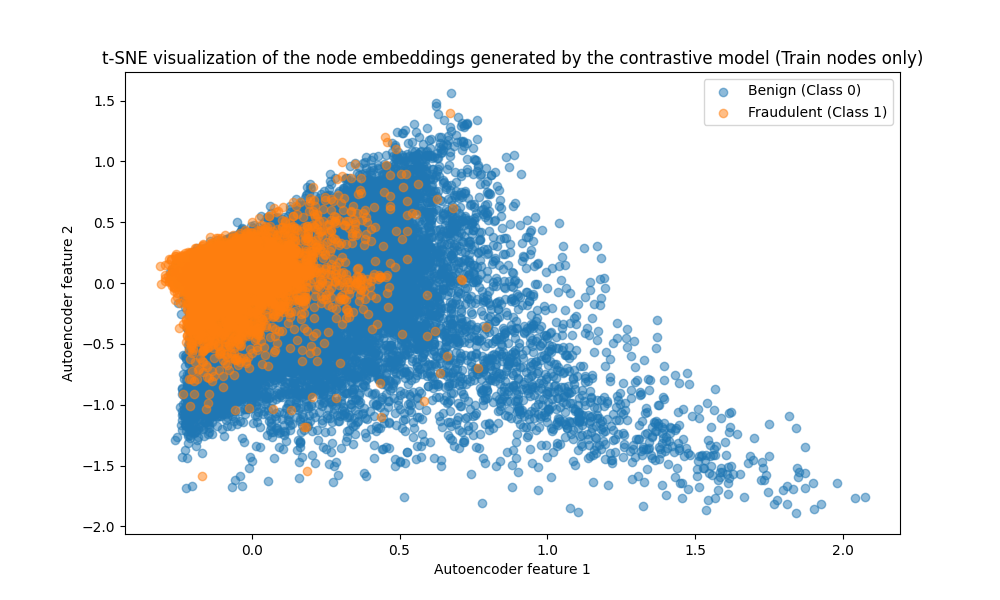 t-SNE visualization of the node embeddings generated by the contrastive model (Train nodes only)
Benign (Class 0)
Fraudulent (Class 1)
1.5
1.0
0.5
0.0
−0.5
−1.0
−1.5
−2.0
Autoencoder feature 2
0.0 0.5 1.0 1.5 2.0
Autoencoder feature 1